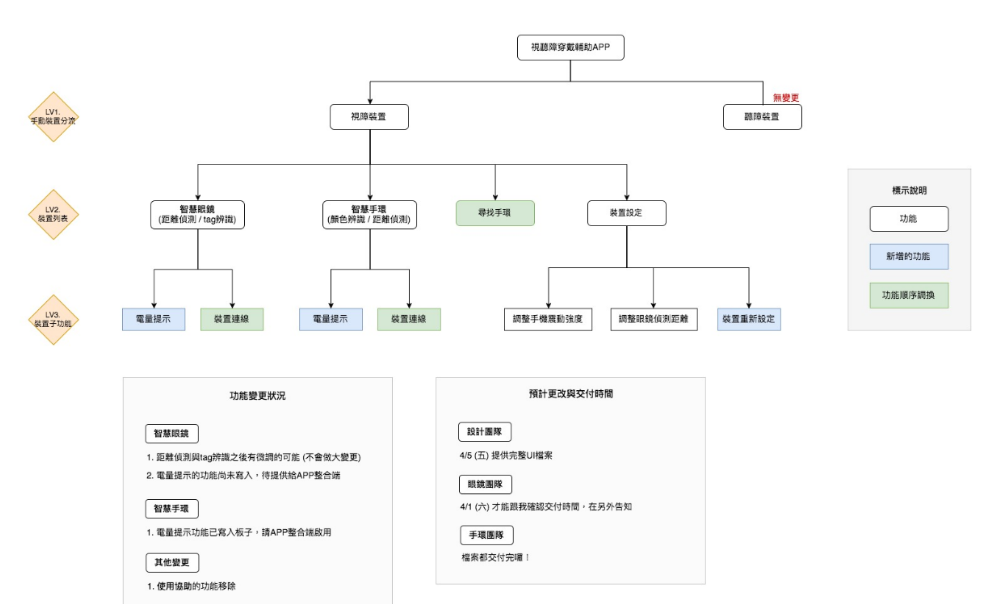 視聽障穿戴輔助APP
LV1.
手動裝置分流
視障裝置
無變更
聽障裝置
LV2.
裝置列表
智慧眼鏡
(距離偵測 / tag辨識)
智慧手環
(顏色辨識 / 距離偵測)
尋找手環
裝置設定
LV3.
裝置子功能
電量提示
裝置連線
電量提示
裝置連線
調整手機震動強度
調整眼鏡偵測距離
裝置重新設定
標示說明
功能
新增的功能
功能順序調換
功能變更狀況
智慧眼鏡
1. 距離偵測與tag辨識之後有微調的可能 (不會做大變更)
2. 電量提示的功能尚未寫入，待提供給APP整合端
智慧手環
1. 電量提示功能已寫入板子，請APP整合端啟用
其他變更
1. 使用協助的功能移除
預計更改與交付時間
設計團隊
4/5 (五) 提供完整UI檔案
眼鏡團隊
4/1 (六) 才能跟我確認交付時間，在另外告知
手環團隊
檔案都交付完囉！